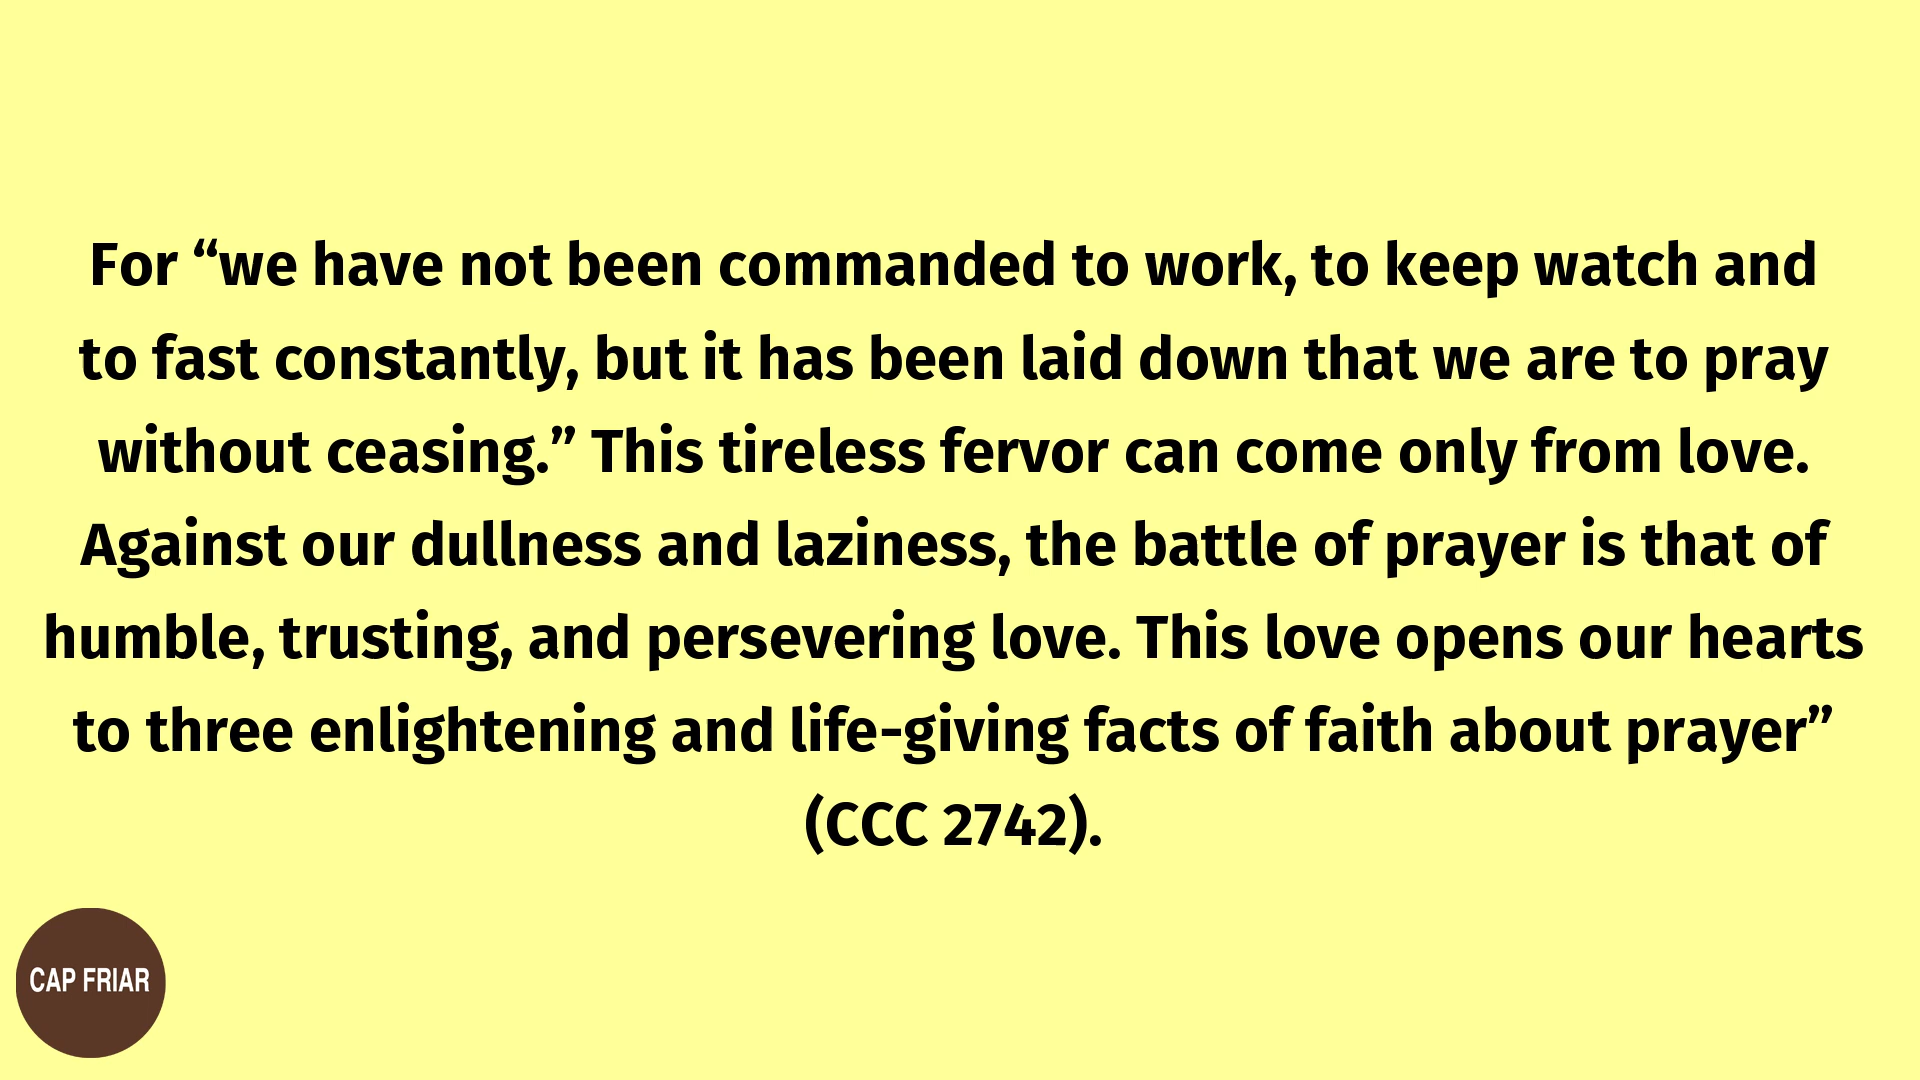 For “we have not been commanded to work, to keep watch and
to fast constantly, but it has been laid down that we are to pray
without ceasing.” This tireless fervor can come only from love.
Against our dullness and laziness, the battle of prayer is that of
humble, trusting, and persevering love. This love opens our hearts
to three enlightening and life-giving facts of faith about prayer”
(CCC 2742).
CAP FRIAR